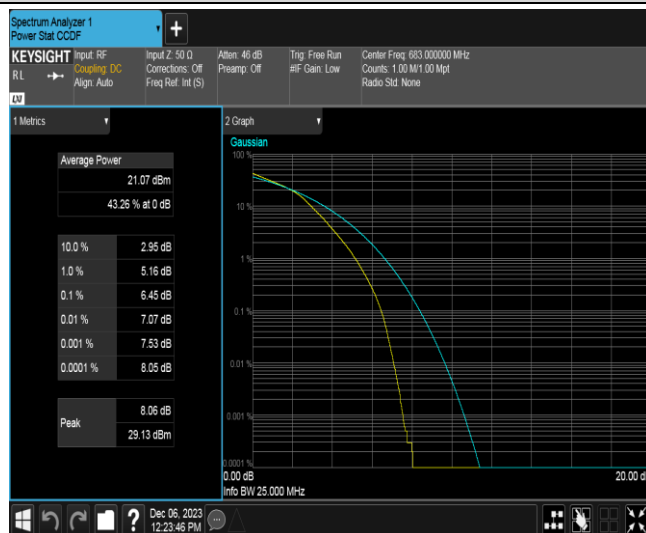 Spectrum Analyzer 1
Power Stat CCDF
+
KEYSIGHT
RL
LXI
Input: RF
Coupling: DC
Align: Auto
Input Z: 50 Ω
Corrections: Off
Freq Ref: Int (S)
Atten: 46 dB
Preamp: Off
Trig: Free Run
#IF Gain: Low
Center Freq: 683.000000 MHz
Counts: 1.00 M/1.00 Mpt
Radio Std: None
1 Metrics
Average Power
21.07 dBm
43.26 % at 0 dB
10.0 % 2.95 dB
1.0 % 5.16 dB
0.1 % 6.45 dB
0.01 % 7.07 dB
0.001 % 7.53 dB
0.0001 % 8.05 dB
Peak
8.06 dB
29.13 dBm
2 Graph
Gaussian
100 %
10 %
1 %
0.1 %
0.01 %
0.001 %
0.0001 %
0.00 dB
20.00 d
Info BW 25.000 MHz
?
Dec 06, 2023
12:23:46 PM